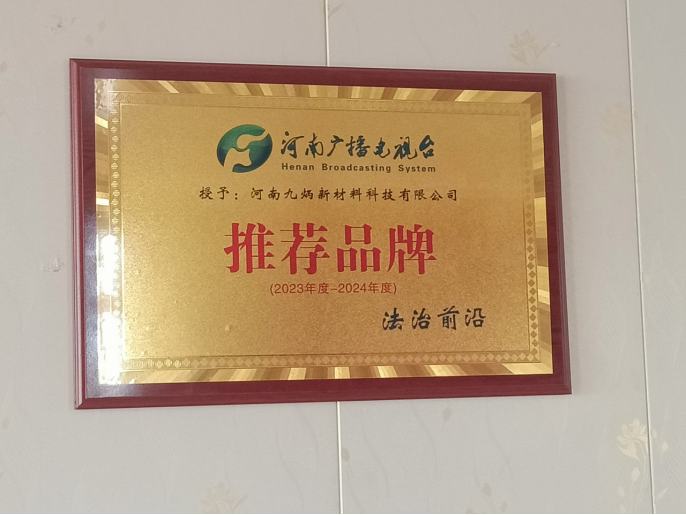 河南广播电视台
Henan Broadcasting System
授予：河南九炳新材料科技有限公司
推荐品牌
(2023年度-2024年度)
法治前沿